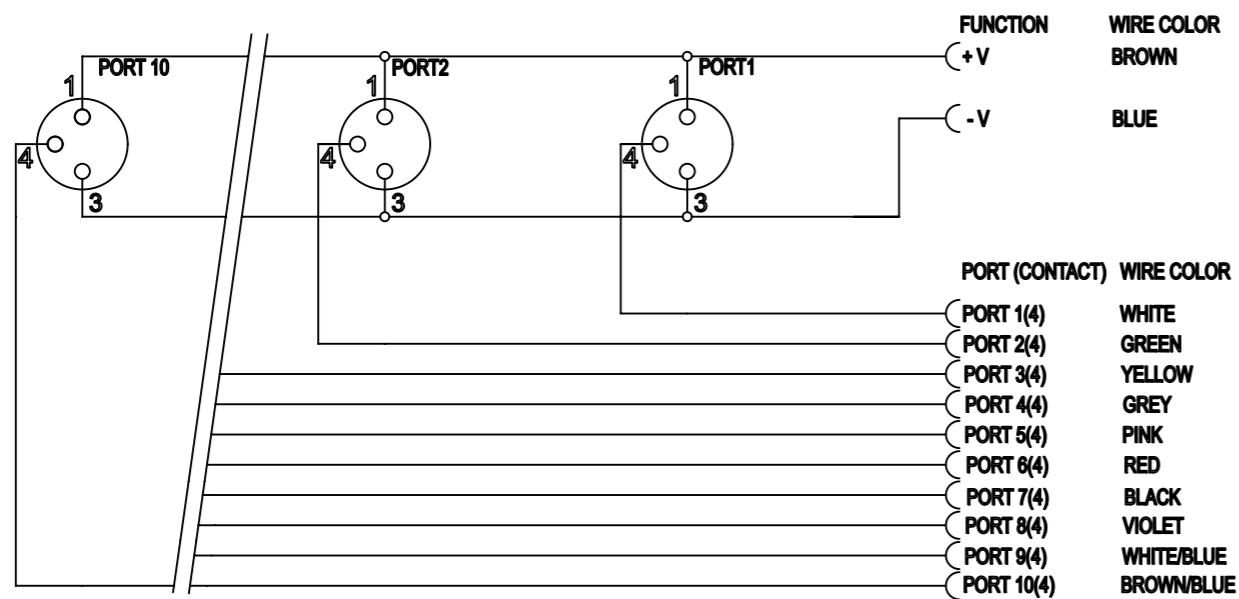 FUNCTION WIRE COLOR
+ V BROWN
PORT 10 PORT2 PORT1
1 1 1
- V BLUE
4 4 4
3 3 3
PORT (CONTACT) WIRE COLOR
PORT 1(4) WHITE
PORT 2(4) GREEN
PORT 3(4) YELLOW
PORT 4(4) GREY
PORT 5(4) PINK
PORT 6(4) RED
PORT 7(4) BLACK
PORT 8(4) VIOLET
PORT 9(4) WHITE/BLUE
PORT 10(4) BROWN/BLUE